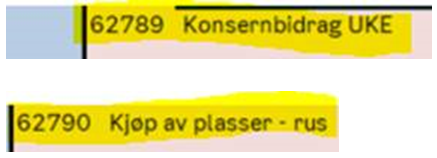 62789 Konsernbidrag UKE
62790 Kjøp av plasser - rus